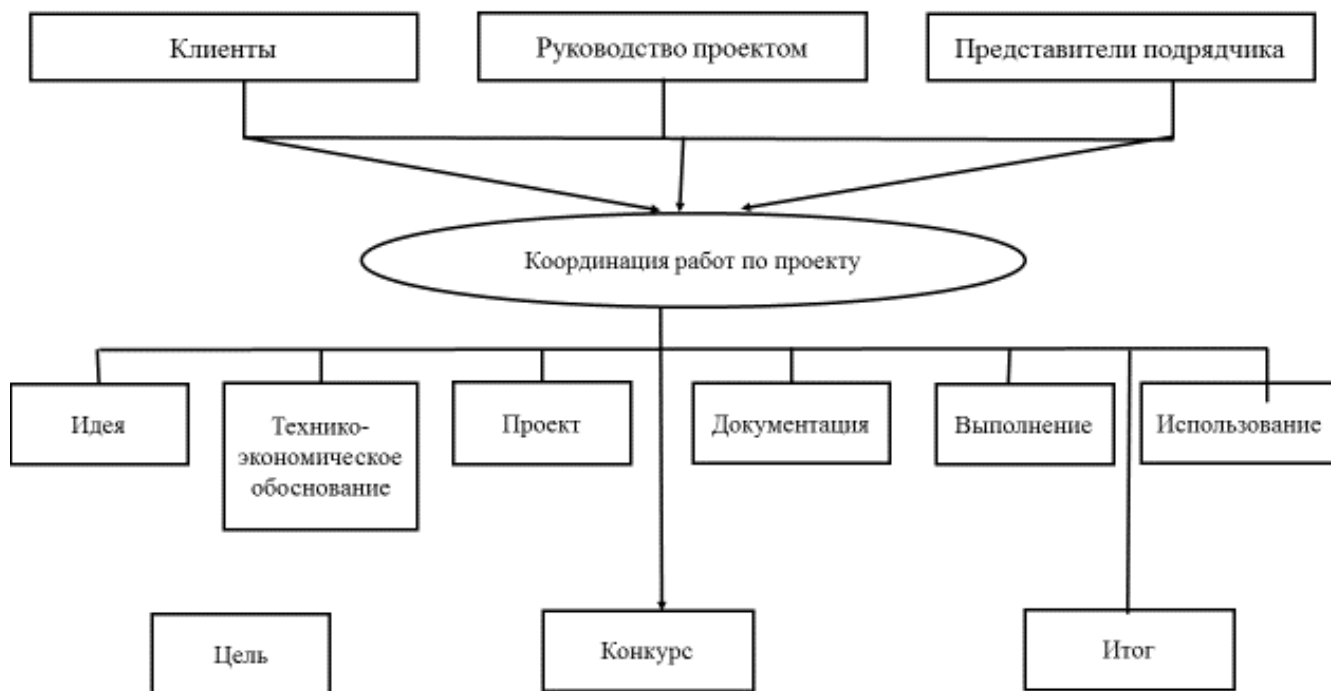 Клиенты
Руководство проектом
Представители подрядчика
Координация работ по проекту
Идея
Технико-
экономическое
обоснование
Проект
Документация
Выполнение
Использование
Цель
Конкурс
Итог